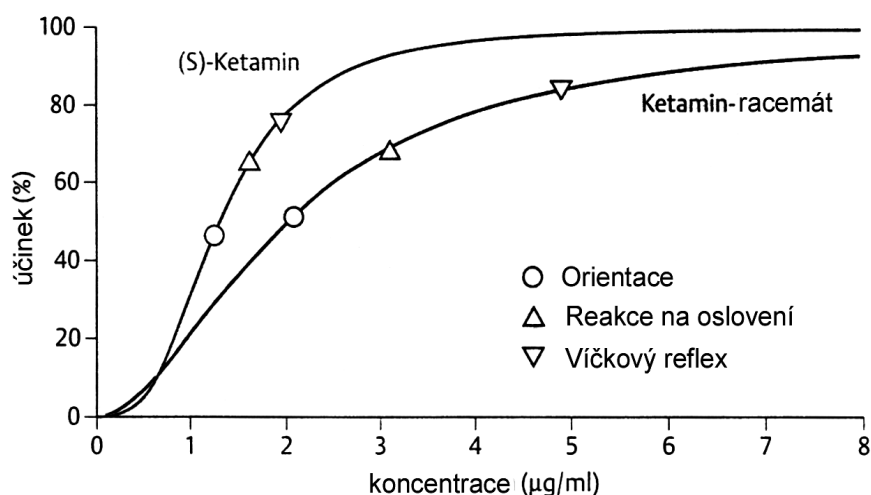 100
80
60
40
20
0
účinek (%)
(S)-Ketamin
Ketamin-racemát
Orientace
Reakce na oslovení
Víčkový reflex
0 1 2 3 4 5 6 7 8
koncentrace (µg/ml)